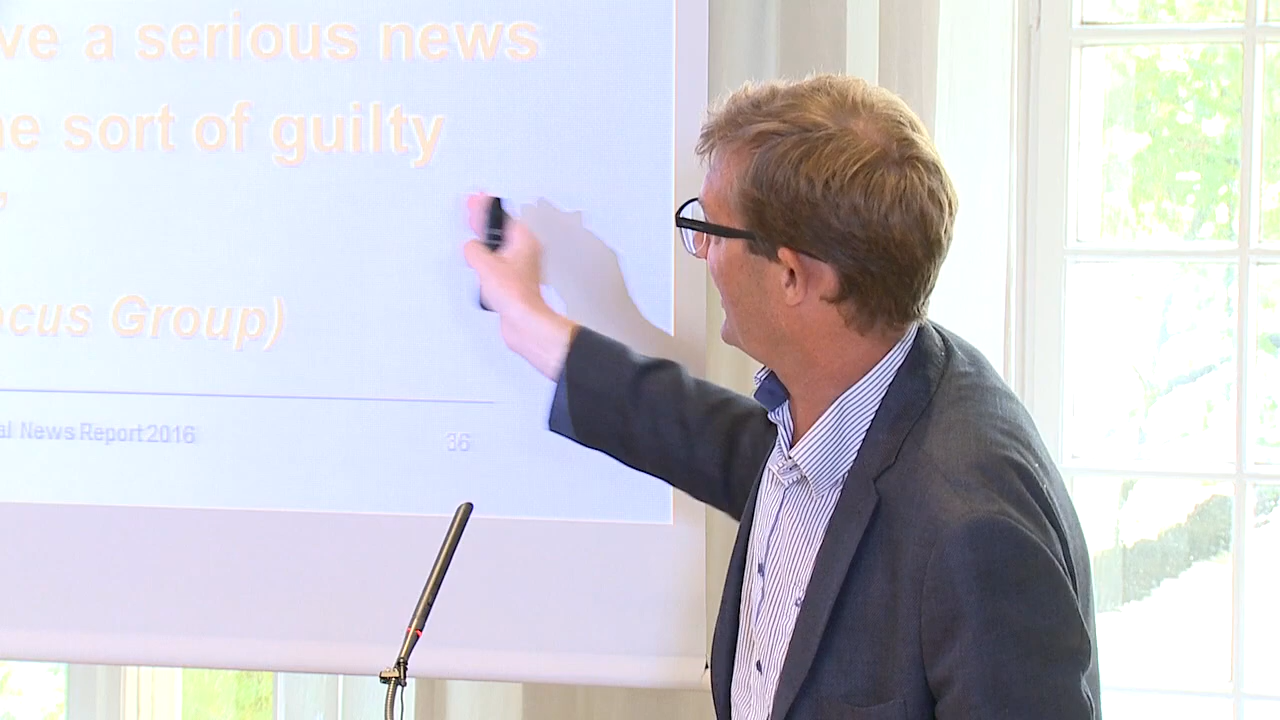 ve a serious news
ne sort of guilty
ocus Group)
al News Report 2016
36